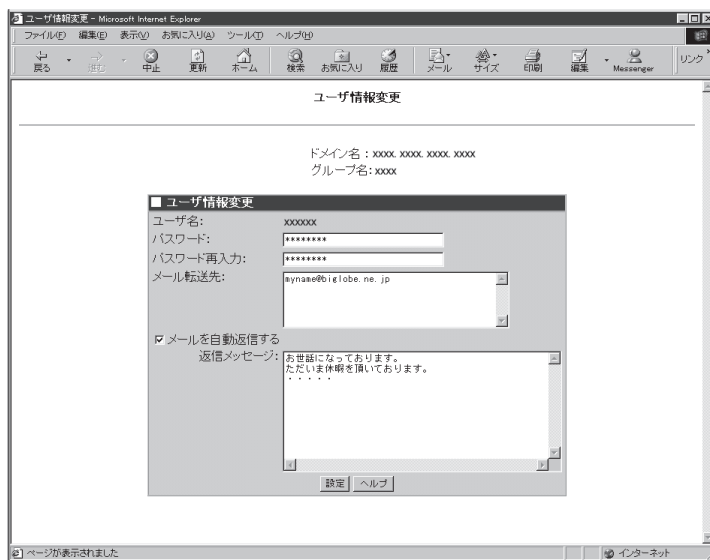 ユーザ情報変更 - Microsoft Internet Explorer
ファイル(F) 編集(E) 表示(V) お気に入り(A) ツール(T) ヘルプ(H)
戻る 進む 中止 更新 ホーム 検索 お気に入り 履歴 メール サイズ 印刷 編集 Messenger リンク
ユーザ情報変更
ドメイン名：xxxx.xxxx.xxxx.xxxx
グループ名：xxxx
ユーザ情報変更
ユーザ名: xxxxxx
パスワード: ********
パスワード再入力: ********
メール転送先: myname@biglobe.ne.jp
メールを自動返信する
返信メッセージ: お世話になっております。
ただいま休暇を頂いております。
・・・・・
設定 ヘルプ
ページが表示されました インターネット